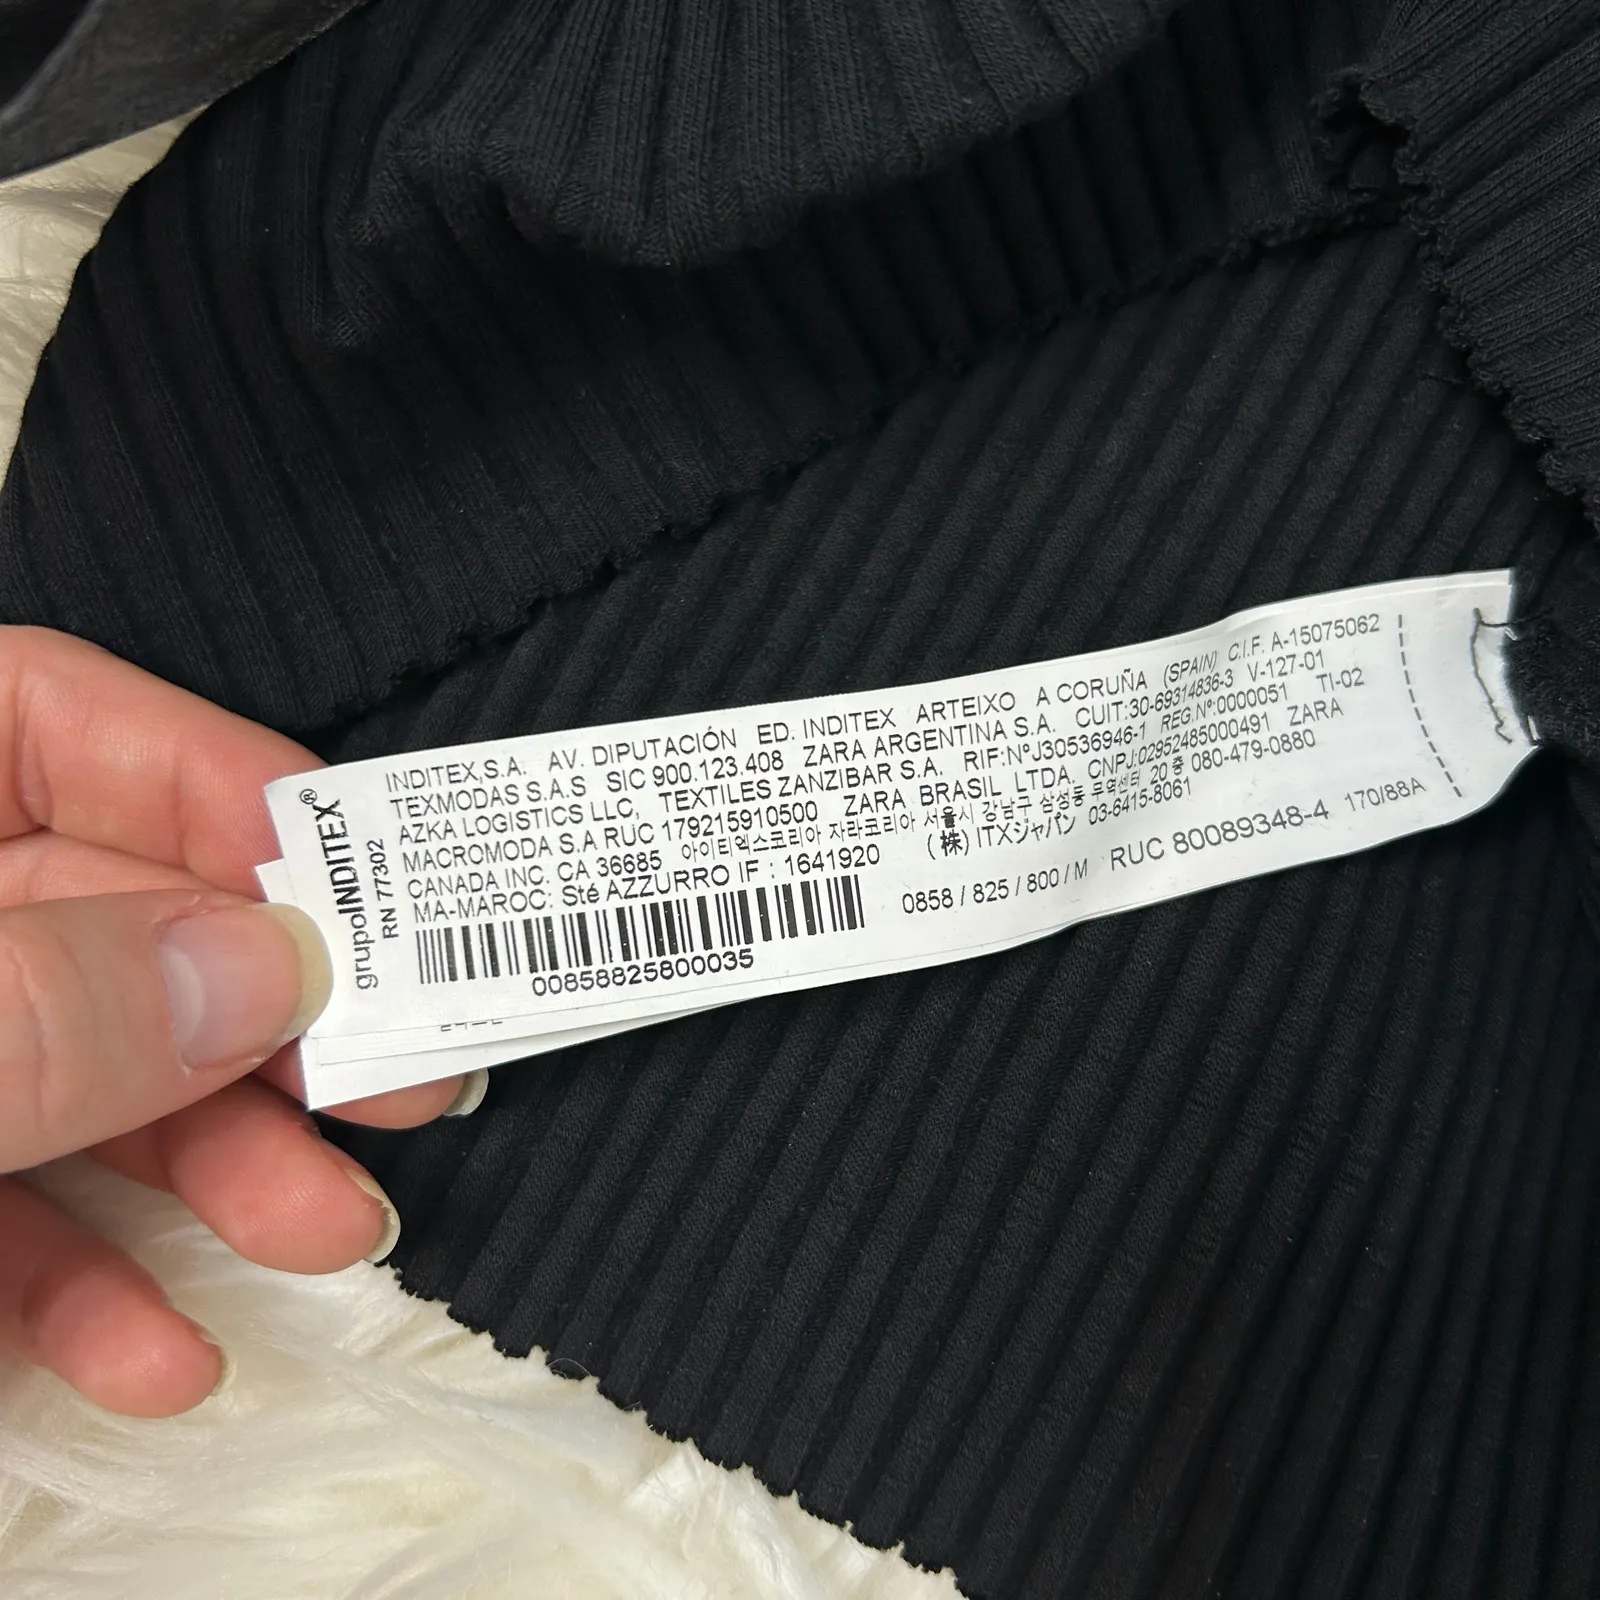 grupoINDITEX®
RN 77302
INDITEX,S.A. AV. DIPUTACIÓN ED. INDITEX ARTEIXO A CORUÑA (SPAIN) C.I.F. A-15075062
TEXMODAS S.A.S SIC 900.123.408 ZARA ARGENTINA S.A. CUIT:30-69314836-3 V-127-01
AZKA LOGISTICS LLC, TEXTILES ZANZIBAR S.A. RIF:NºJ30536946-1 REG.Nº:0000051 TI-02
MACROMODA S.A RUC 179215910500 ZARA BRASIL LTDA. CNPJ:02952485000491 ZARA
CANADA INC. CA 36685 아이티엑스코리아 자라코리아 서울시 강남구 삼성동 무역센터 20층 080-479-0880
MA-MAROC: Sté AZZURRO IF : 1641920 (株) ITXジャパン 03-6415-8061
0858 / 825 / 800 / M RUC 80089348-4 170/88A
00858825800035